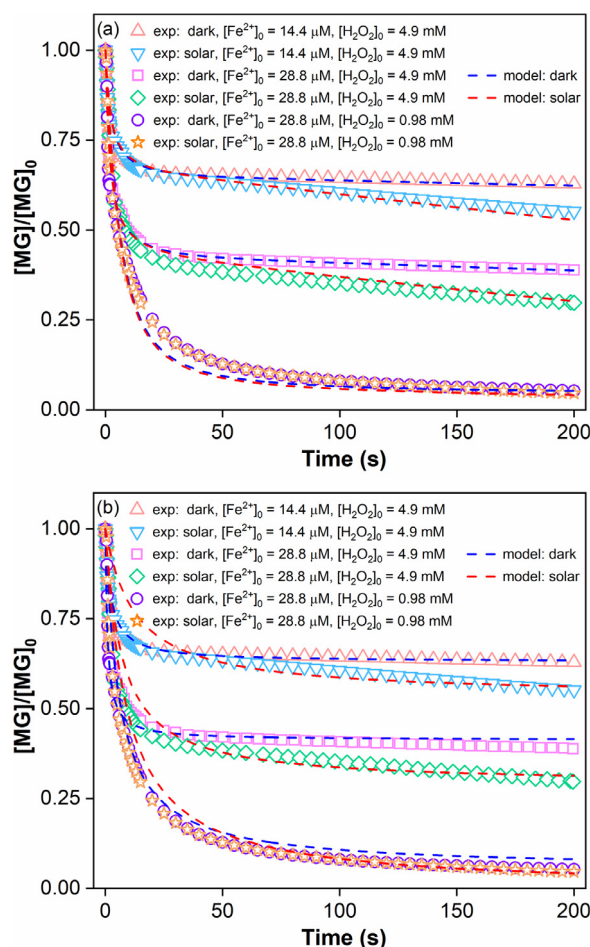 (a)
exp: dark, [Fe²⁺]₀ = 14.4 μM, [H₂O₂]₀ = 4.9 mM
exp: solar, [Fe²⁺]₀ = 14.4 μM, [H₂O₂]₀ = 4.9 mM
exp: dark, [Fe²⁺]₀ = 28.8 μM, [H₂O₂]₀ = 4.9 mM
model: dark
exp: solar, [Fe²⁺]₀ = 28.8 μM, [H₂O₂]₀ = 4.9 mM
model: solar
exp: dark, [Fe²⁺]₀ = 28.8 μM, [H₂O₂]₀ = 0.98 mM
exp: solar, [Fe²⁺]₀ = 28.8 μM, [H₂O₂]₀ = 0.98 mM
1.00
0.75
0.50
0.25
0.00
[MG]/[MG]₀
0 50 100 150 200
Time (s)
(b)
exp: dark, [Fe²⁺]₀ = 14.4 μM, [H₂O₂]₀ = 4.9 mM
exp: solar, [Fe²⁺]₀ = 14.4 μM, [H₂O₂]₀ = 4.9 mM
exp: dark, [Fe²⁺]₀ = 28.8 μM, [H₂O₂]₀ = 4.9 mM
model: dark
exp: solar, [Fe²⁺]₀ = 28.8 μM, [H₂O₂]₀ = 4.9 mM
model: solar
exp: dark, [Fe²⁺]₀ = 28.8 μM, [H₂O₂]₀ = 0.98 mM
exp: solar, [Fe²⁺]₀ = 28.8 μM, [H₂O₂]₀ = 0.98 mM
1.00
0.75
0.50
0.25
0.00
[MG]/[MG]₀
0 50 100 150 200
Time (s)